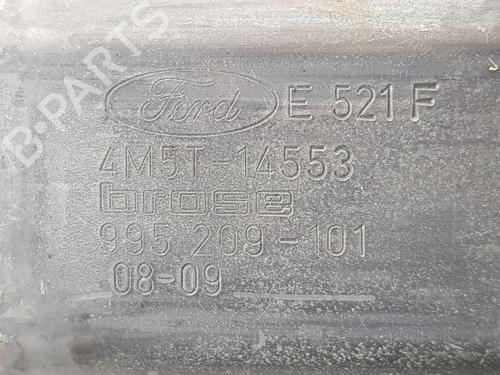 Ford E 521 F
4M5T-14553
brose
995 209-101
08-09
B-PARTS